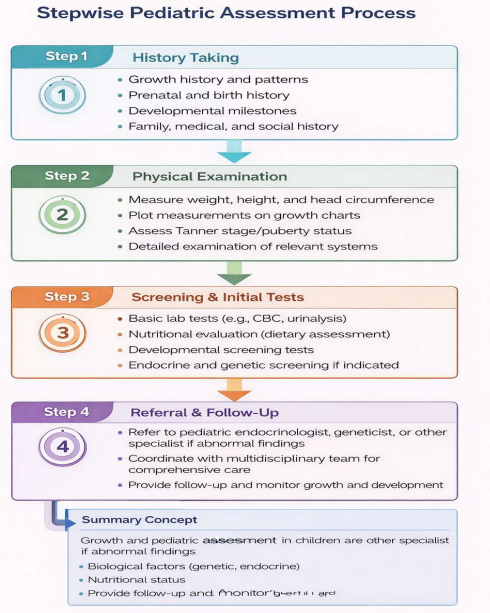 Stepwise Pediatric Assessment Process
Step 1
History Taking
1
• Growth history and patterns
• Prenatal and birth history
• Developmental milestones
• Family, medical, and social history
Step 2
Physical Examination
2
• Measure weight, height, and head circumference
• Plot measurements on growth charts
• Assess Tanner stage/puberty status
• Detailed examination of relevant systems
Step 3
Screening & Initial Tests
3
• Basic lab tests (e.g., CBC, urinalysis)
• Nutritional evaluation (dietary assessment)
• Developmental screening tests
• Endocrine and genetic screening if indicated
Step 4
Referral & Follow-Up
4
• Refer to pediatric endocrinologist, geneticist, or other
specialist if abnormal findings
• Coordinate with multidisciplinary team for
comprehensive care
• Provide follow-up and monitor growth and development
Summary Concept
Growth and pediatric assesment in children are other specialist
if abnormal findings
• Biological factors (genetic, endocrine)
• Nutritional status
• Provide follow-up and Monitor